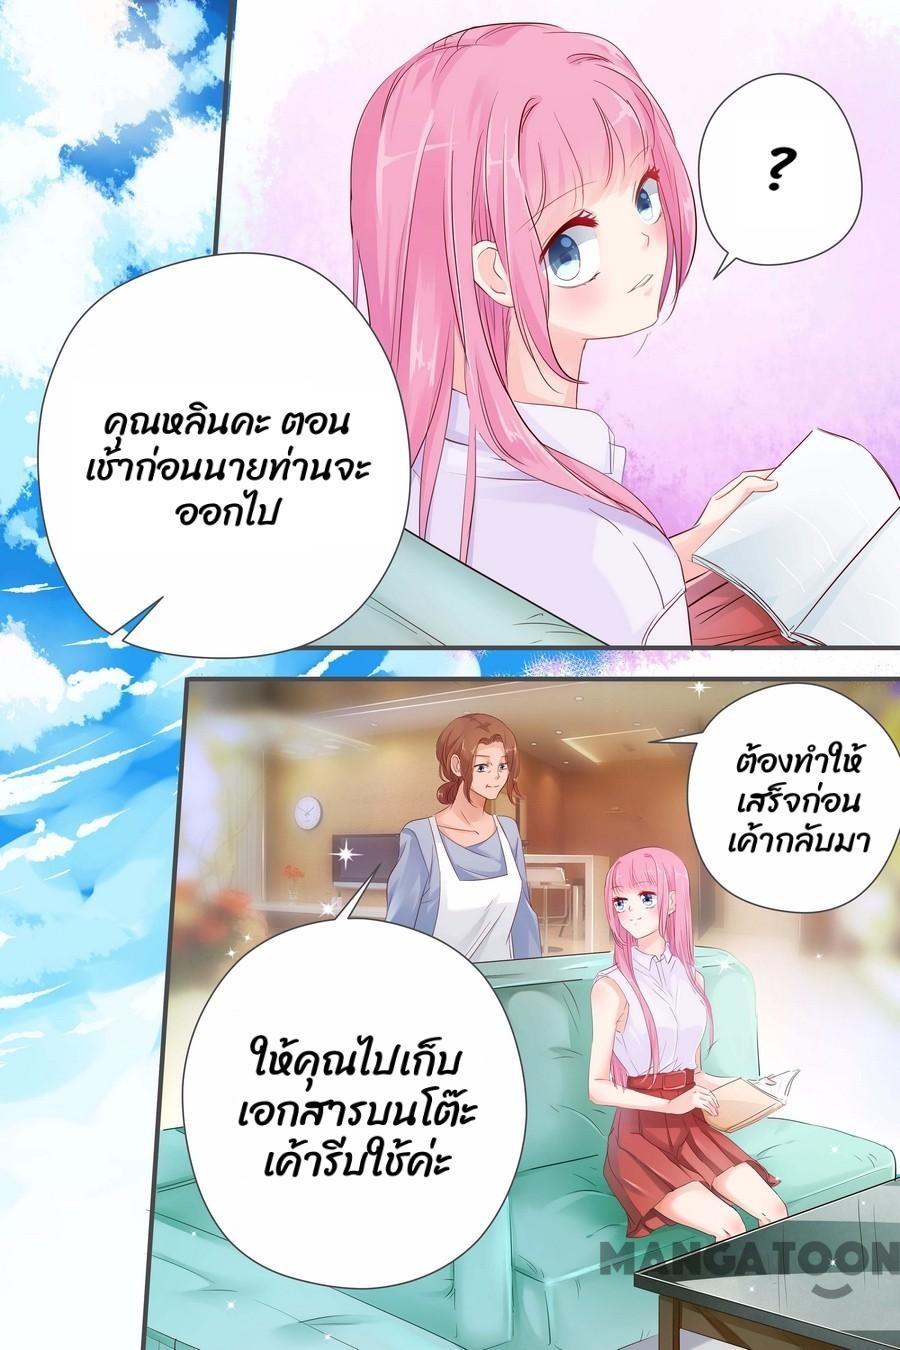 ?
คุณหลินคะ ตอน
เช้าก่อนนายท่านจะ
ออกไป
ต้องทำให้
เสร็จก่อน
เค้ากลับมา
ให้คุณไปเก็บ
เอกสารบนโต๊ะ
เค้ารีบใช้ค่ะ
MANGATOON